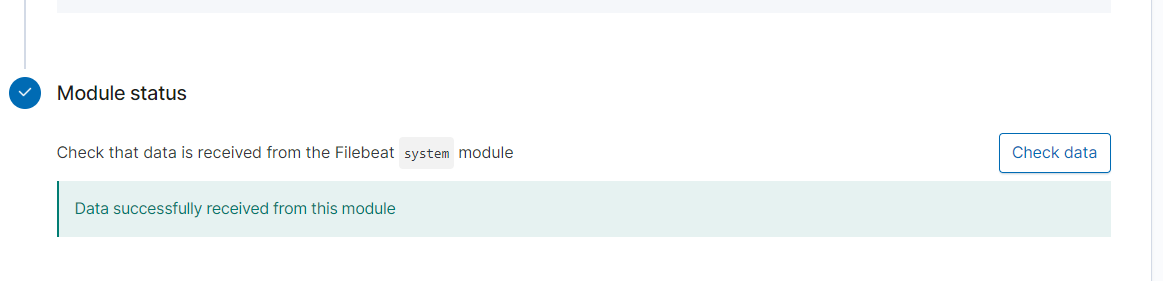 Module status
Check that data is received from the Filebeat system module
Check data
Data successfully received from this module